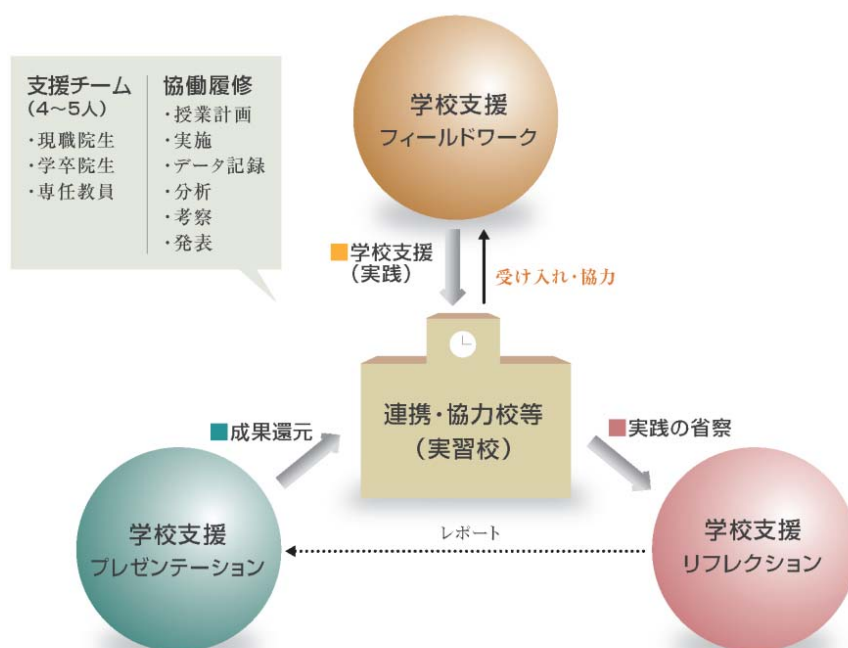 支援チーム
(4〜5人)
・現職院生
・学卒院生
・専任教員
協働履修
・授業計画
・実施
・データ記録
・分析
・考察
・発表
学校支援
フィールドワーク
■学校支援
(実践)
受け入れ・協力
連携・協力校等
(実習校)
■成果還元
■実践の省察
学校支援
プレゼンテーション
レポート
学校支援
リフレクション